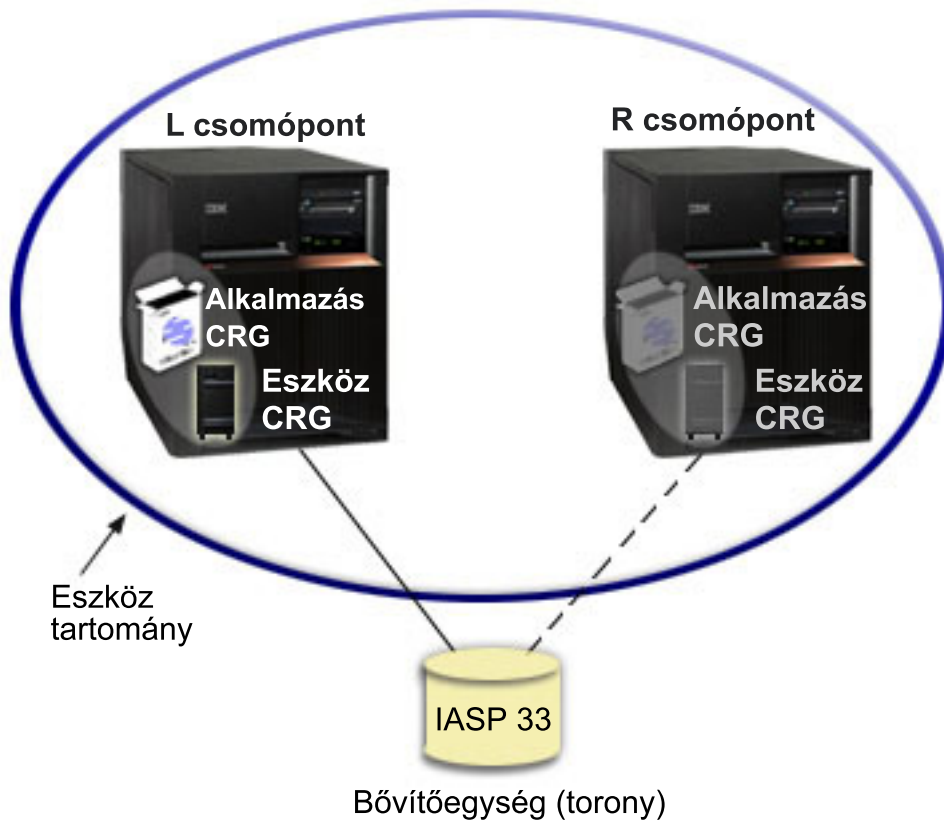 L csomópont
R csomópont
IBM
IBM
Alkalmazás
CRG
Eszköz
CRG
Alkalmazás
CRG
Eszköz
CRG
Eszköz
tartomány
IASP 33
Bővítőegység (torony)